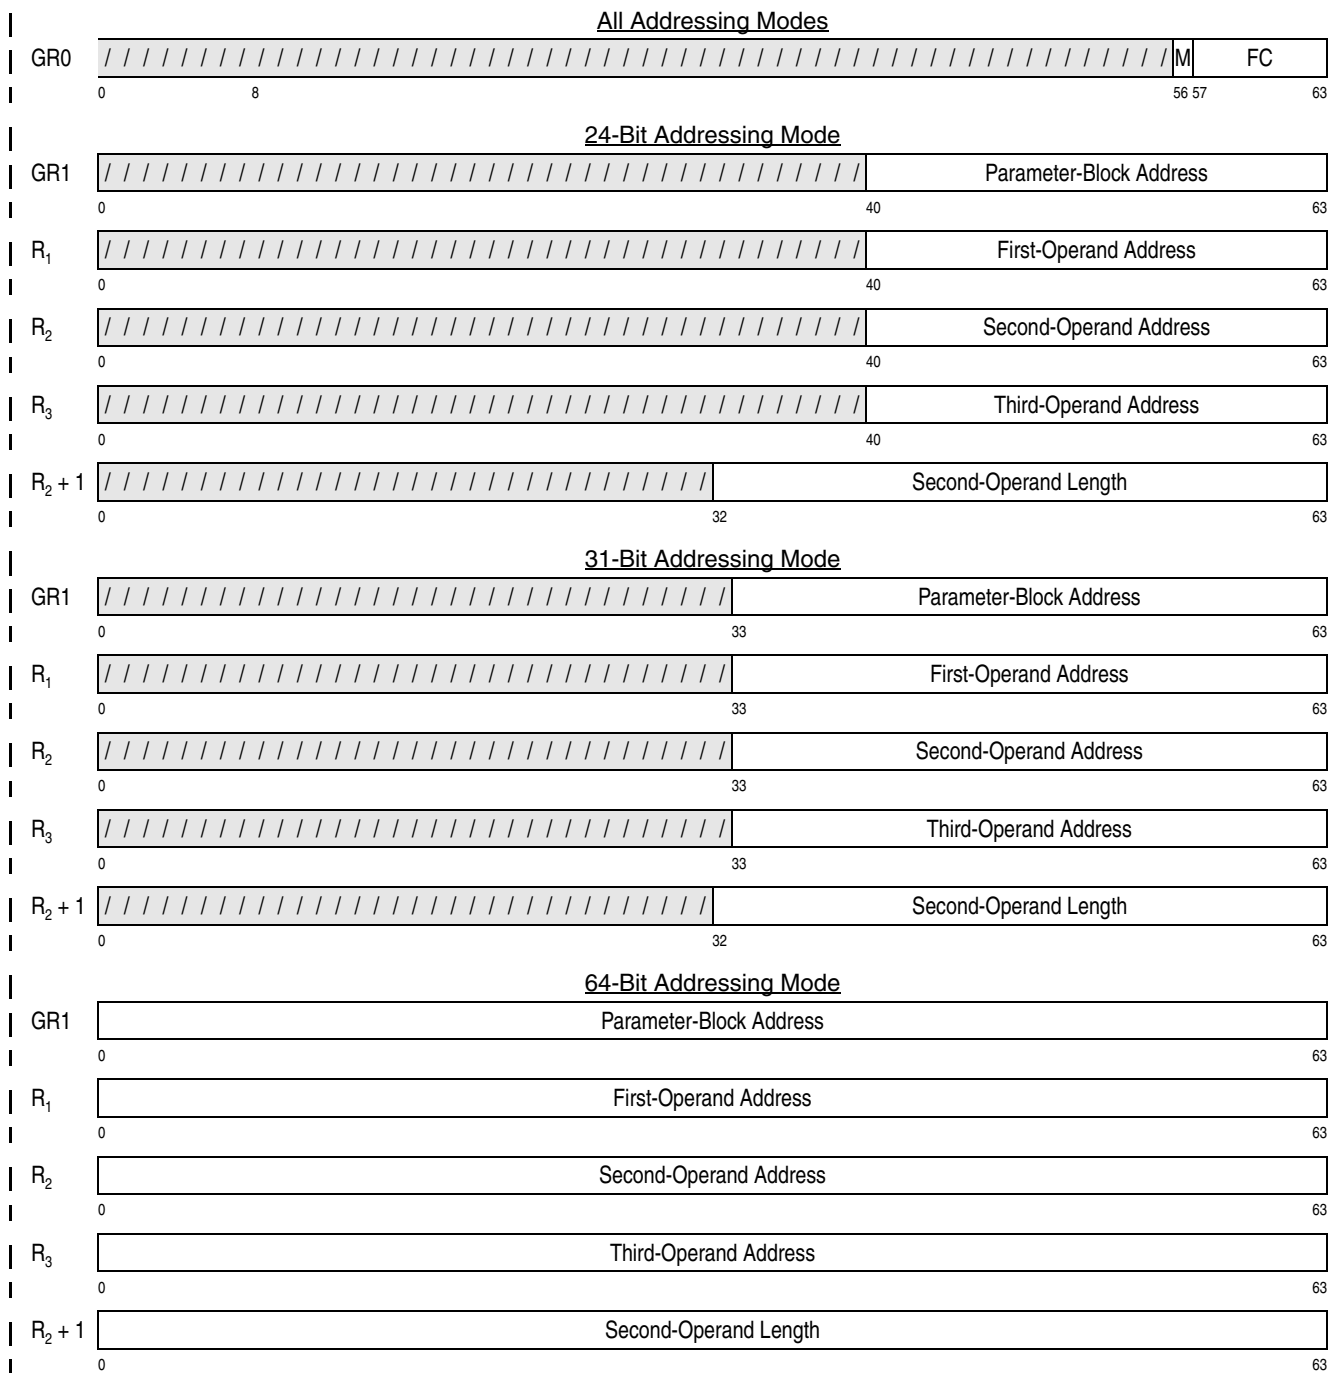 All Addressing Modes
GR0 / / / / / / / / / / / / / / / / / / / / / / / / / / / / / / / / / / / / / / / / / / / / / / / / / / / / / / / / M FC
0 8 56 57 63
24-Bit Addressing Mode
GR1 / / / / / / / / / / / / / / / / / / / / / / / / / / / / / / / / / / / / / / / / Parameter-Block Address
0 40 63
R1 / / / / / / / / / / / / / / / / / / / / / / / / / / / / / / / / / / / / / / / / First-Operand Address
0 40 63
R2 / / / / / / / / / / / / / / / / / / / / / / / / / / / / / / / / / / / / / / / / Second-Operand Address
0 40 63
R3 / / / / / / / / / / / / / / / / / / / / / / / / / / / / / / / / / / / / / / / / Third-Operand Address
0 40 63
R2 + 1 / / / / / / / / / / / / / / / / / / / / / / / / / / / / / / / / Second-Operand Length
0 32 63
31-Bit Addressing Mode
GR1 / / / / / / / / / / / / / / / / / / / / / / / / / / / / / / / / / Parameter-Block Address
0 33 63
R1 / / / / / / / / / / / / / / / / / / / / / / / / / / / / / / / / / First-Operand Address
0 33 63
R2 / / / / / / / / / / / / / / / / / / / / / / / / / / / / / / / / / Second-Operand Address
0 33 63
R3 / / / / / / / / / / / / / / / / / / / / / / / / / / / / / / / / / Third-Operand Address
0 33 63
R2 + 1 / / / / / / / / / / / / / / / / / / / / / / / / / / / / / / / / Second-Operand Length
0 32 63
64-Bit Addressing Mode
GR1 Parameter-Block Address
0 63
R1 First-Operand Address
0 63
R2 Second-Operand Address
0 63
R3 Third-Operand Address
0 63
R2 + 1 Second-Operand Length
0 63